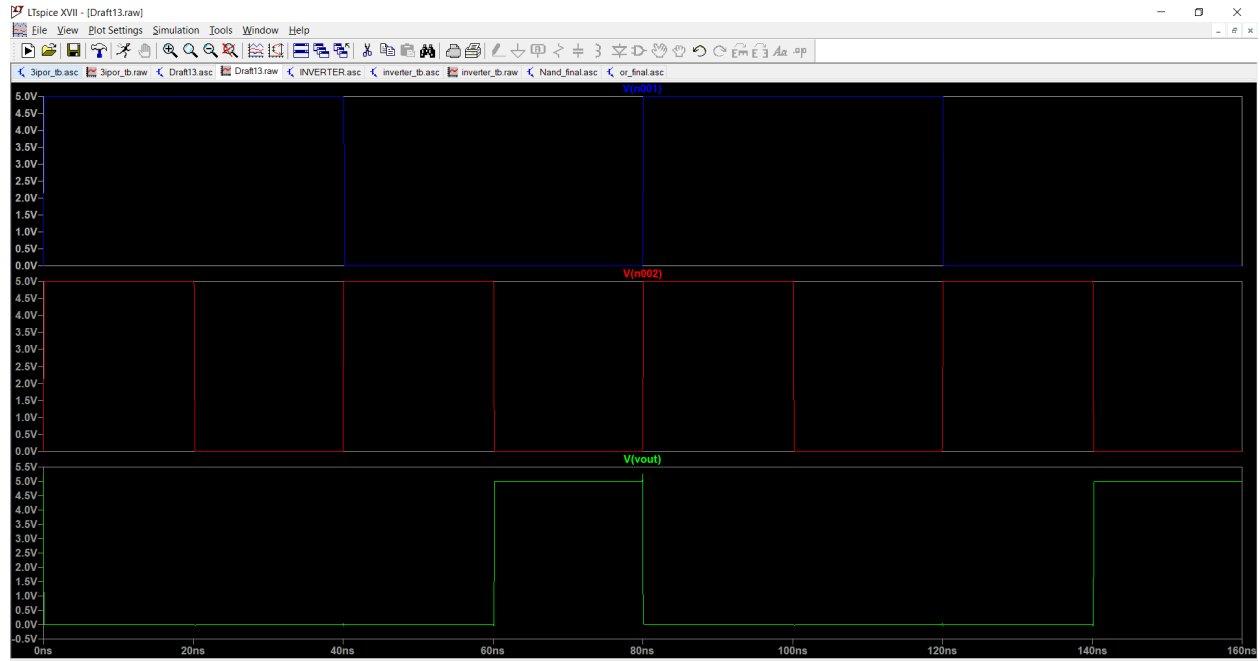 LTspice XVII - [Draft13.raw]
File View Plot Settings Simulation Tools Window Help
3ipor_tb.asc 3ipor_tb.raw Draft13.asc Draft13.raw INVERTER.asc inverter_tb.asc inverter_tb.raw Nand_final.asc or_final.asc
V(n001)
5.0V
4.5V
4.0V
3.5V
3.0V
2.5V
2.0V
1.5V
1.0V
0.5V
0.0V
V(n002)
5.0V
4.5V
4.0V
3.5V
3.0V
2.5V
2.0V
1.5V
1.0V
0.5V
0.0V
V(vout)
5.5V
5.0V
4.5V
4.0V
3.5V
3.0V
2.5V
2.0V
1.5V
1.0V
0.5V
0.0V
-0.5V
0ns 20ns 40ns 60ns 80ns 100ns 120ns 140ns 160ns